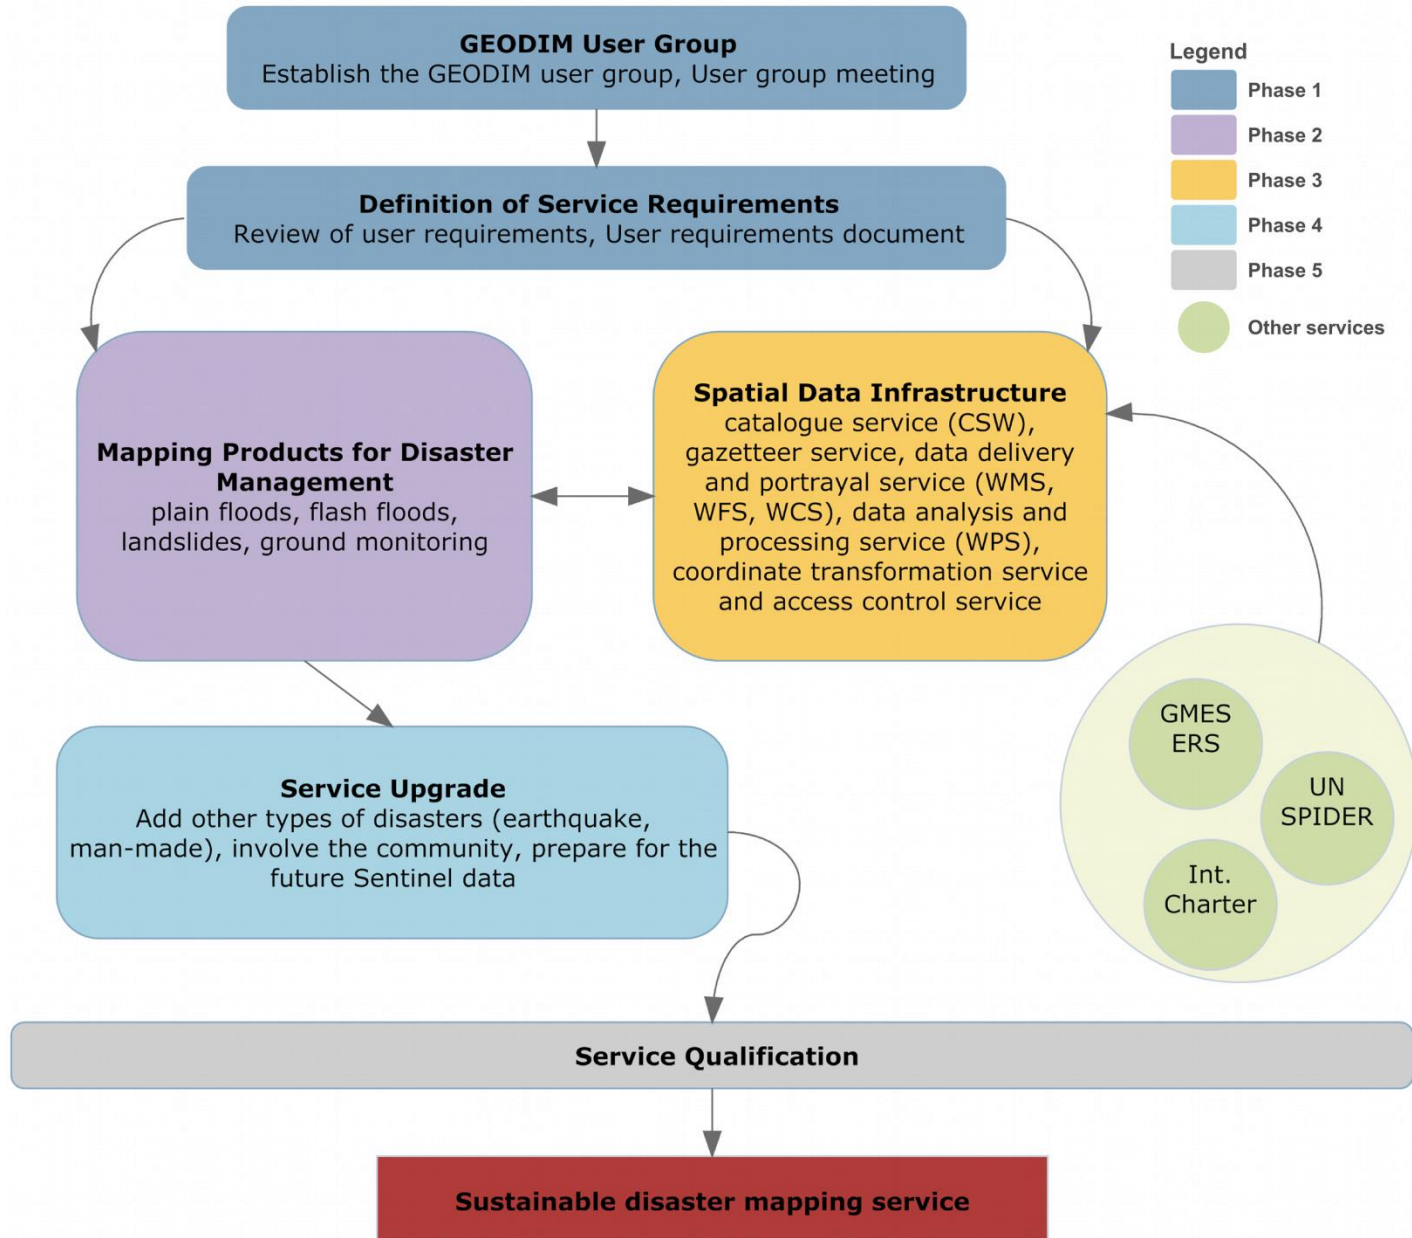 GEODIM User Group
Establish the GEODIM user group, User group meeting
Legend
Phase 1
Phase 2
Phase 3
Phase 4
Phase 5
Other services
Definition of Service Requirements
Review of user requirements, User requirements document
Mapping Products for Disaster
Management
plain floods, flash floods,
landslides, ground monitoring
Spatial Data Infrastructure
catalogue service (CSW),
gazetteer service, data delivery
and portrayal service (WMS,
WFS, WCS), data analysis and
processing service (WPS),
coordinate transformation service
and access control service
GMES
ERS
UN
SPIDER
Int.
Charter
Service Upgrade
Add other types of disasters (earthquake,
man-made), involve the community, prepare for the
future Sentinel data
Service Qualification
Sustainable disaster mapping service